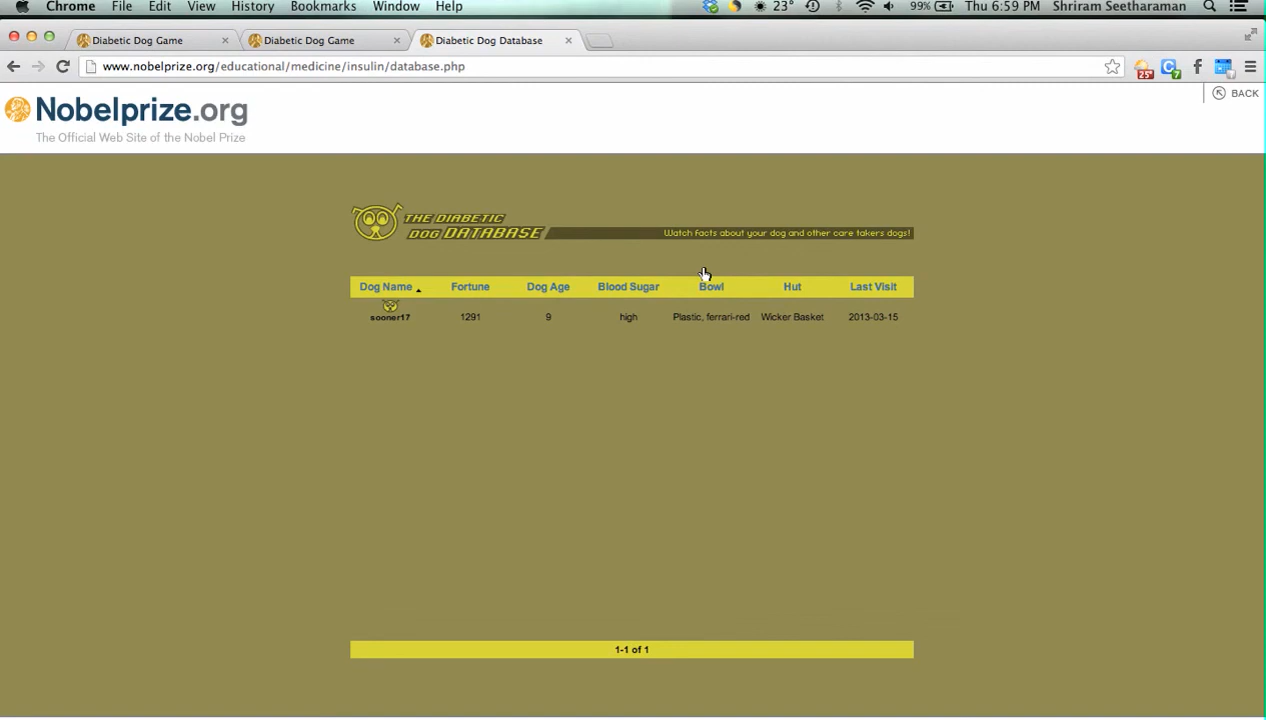 Chrome File Edit View History Bookmarks Window Help 23° 99% Thu 6:59 PM Shriram Seetharaman
Diabetic Dog Game Diabetic Dog Game Diabetic Dog Database
www.nobelprize.org/educational/medicine/insulin/database.php 25° 7
Nobelprize.org BACK
The Official Web Site of the Nobel Prize
THE DIABETIC
DOG DATABASE Watch facts about your dog and other care takers dogs!
Dog Name Fortune Dog Age Blood Sugar Bowl Hut Last Visit
sooner17 1291 9 high Plastic, ferrari-red Wicker Basket 2013-03-15
1-1 of 1